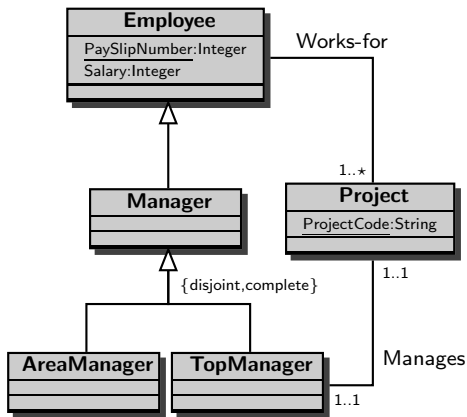 Employee
PaySlipNumber:Integer
Salary:Integer
Works-for
1..⋆
Manager
Project
ProjectCode:String
1..1
{disjoint,complete}
AreaManager
TopManager
Manages
1..1